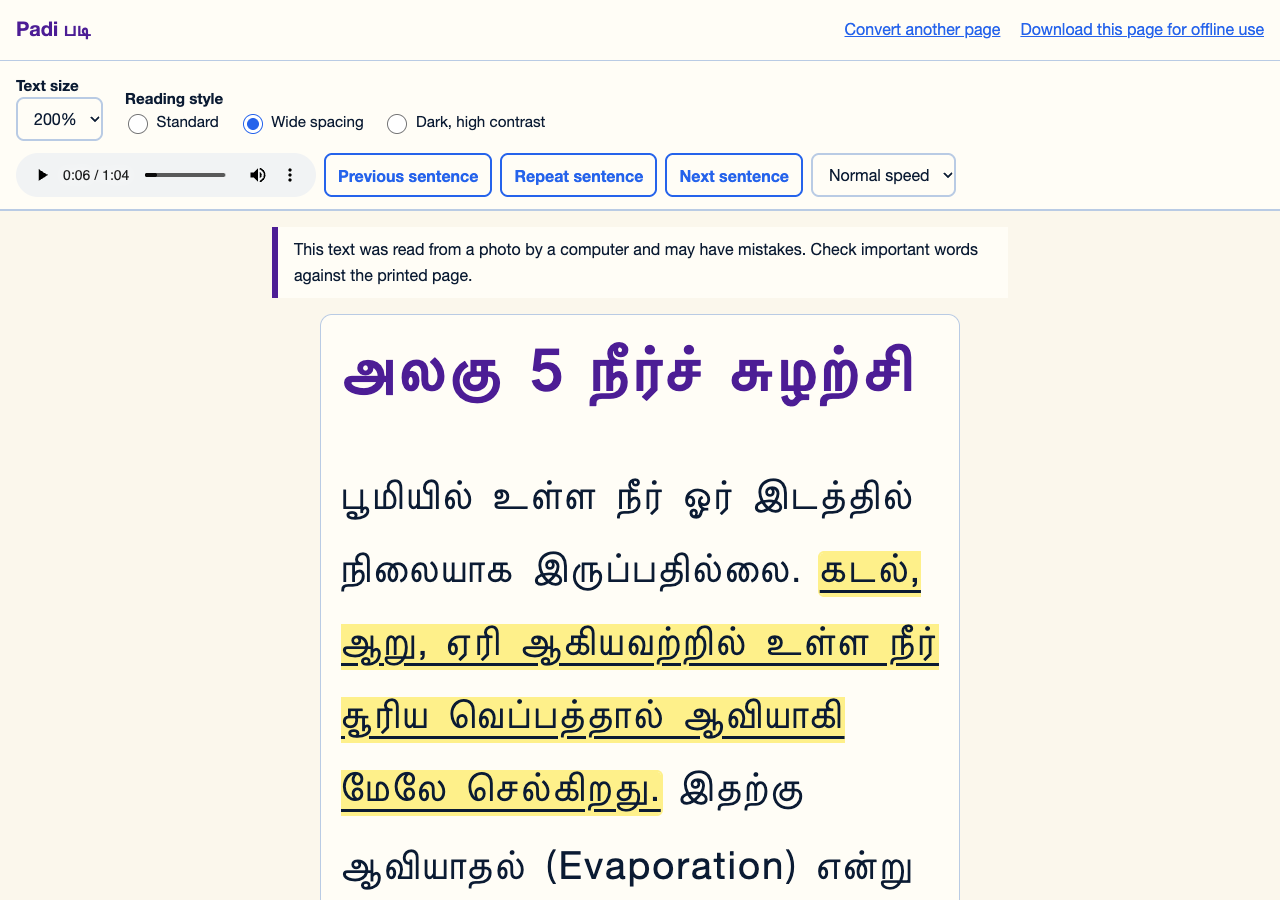 Padi படி
Convert another page
Download this page for offline use
Text size
200%
Reading style
Standard
Wide spacing
Dark, high contrast
0:06 / 1:04
Previous sentence
Repeat sentence
Next sentence
Normal speed
This text was read from a photo by a computer and may have mistakes. Check important words
against the printed page.
அலகு 5 நீர்ச் சுழற்சி
பூமியில் உள்ள நீர் ஓர் இடத்தில்
நிலையாக இருப்பதில்லை. கடல்,
ஆறு, ஏரி ஆகியவற்றில் உள்ள நீர்
சூரிய வெப்பத்தால் ஆவியாகி
மேலே செல்கிறது. இதற்கு
ஆவியாதல் (Evaporation) என்று